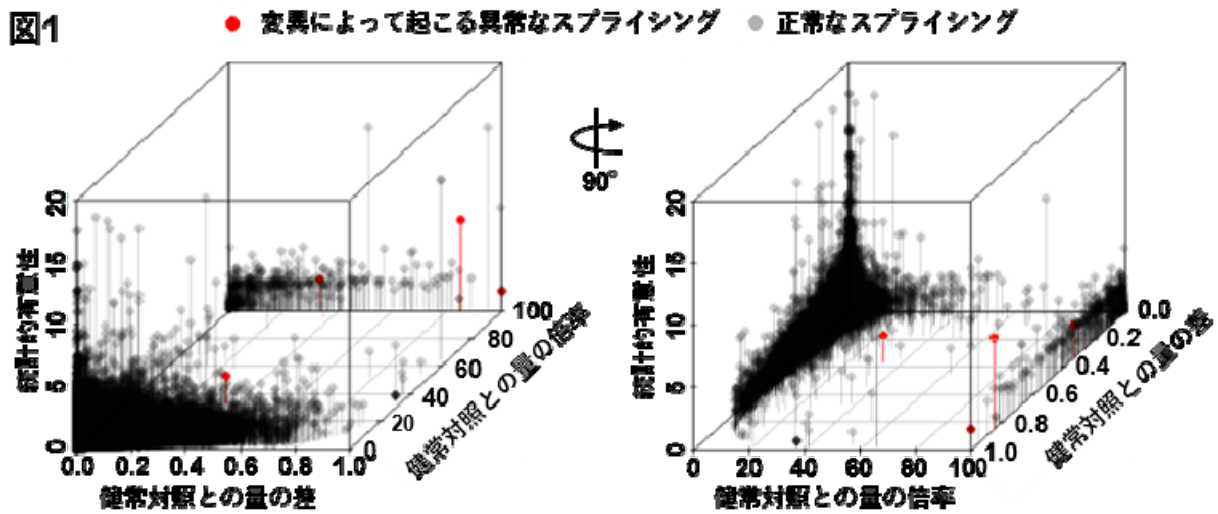 図1
変異によって起こる異常なスプライシング 正常なスプライシング
90°
20
15
10
5
0
統計的有意性
0.0 0.2 0.4 0.6 0.8 1.0
健常対照との量の差
0
20
40
60
80
100
健常対照との量の倍率
20
15
10
5
0
統計的有意性
0 20 40 60 80 100
健常対照との量の倍率
0.0
0.2
0.4
0.6
0.8
1.0
健常対照との量の差